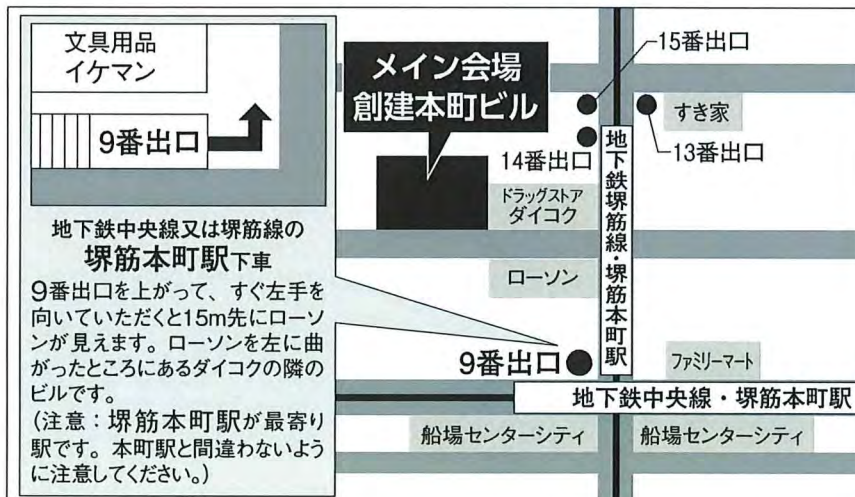 文具用品
イケマン
9番出口
地下鉄中央線又は堺筋線の
堺筋本町駅下車
9番出口を上がって、すぐ左手を
向いていただくと15m先にローソ
ンが見えます。ローソンを左に曲
がったところにあるダイコクの隣の
ビルです。
(注意：堺筋本町駅が最寄り
駅です。本町駅と間違わないよう
に注意してください。)
メイン会場
創建本町ビル
15番出口
すき家
14番出口
13番出口
ドラッグストア
ダイコク
地下鉄堺筋線・堺筋本町駅
ローソン
9番出口
ファミリーマート
地下鉄中央線・堺筋本町駅
船場センターシティ
船場センターシティ